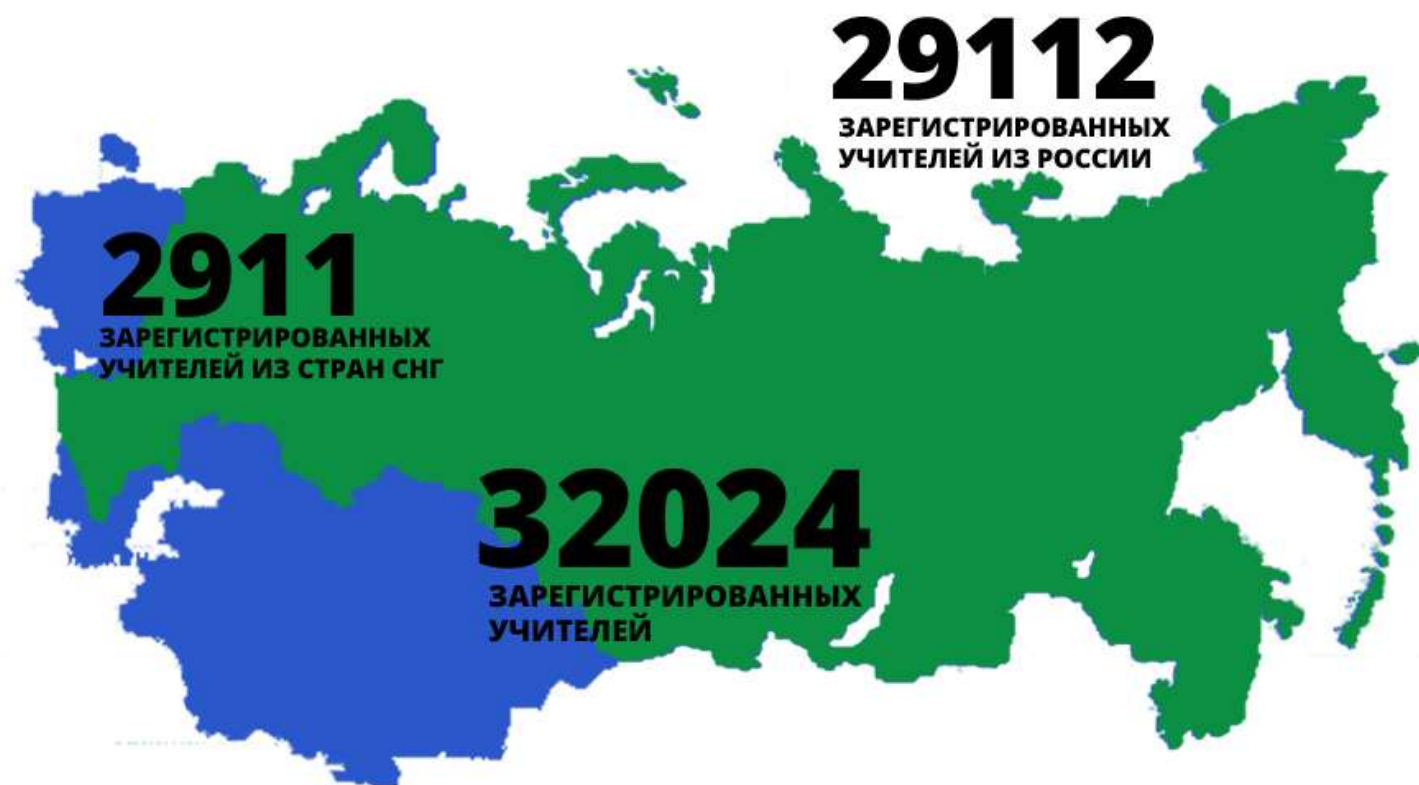 29112
ЗАРЕГИСТРИРОВАННЫХ
УЧИТЕЛЕЙ ИЗ РОССИИ
2911
ЗАРЕГИСТРИРОВАННЫХ
УЧИТЕЛЕЙ ИЗ СТРАН СНГ
32024
ЗАРЕГИСТРИРОВАННЫХ
УЧИТЕЛЕЙ